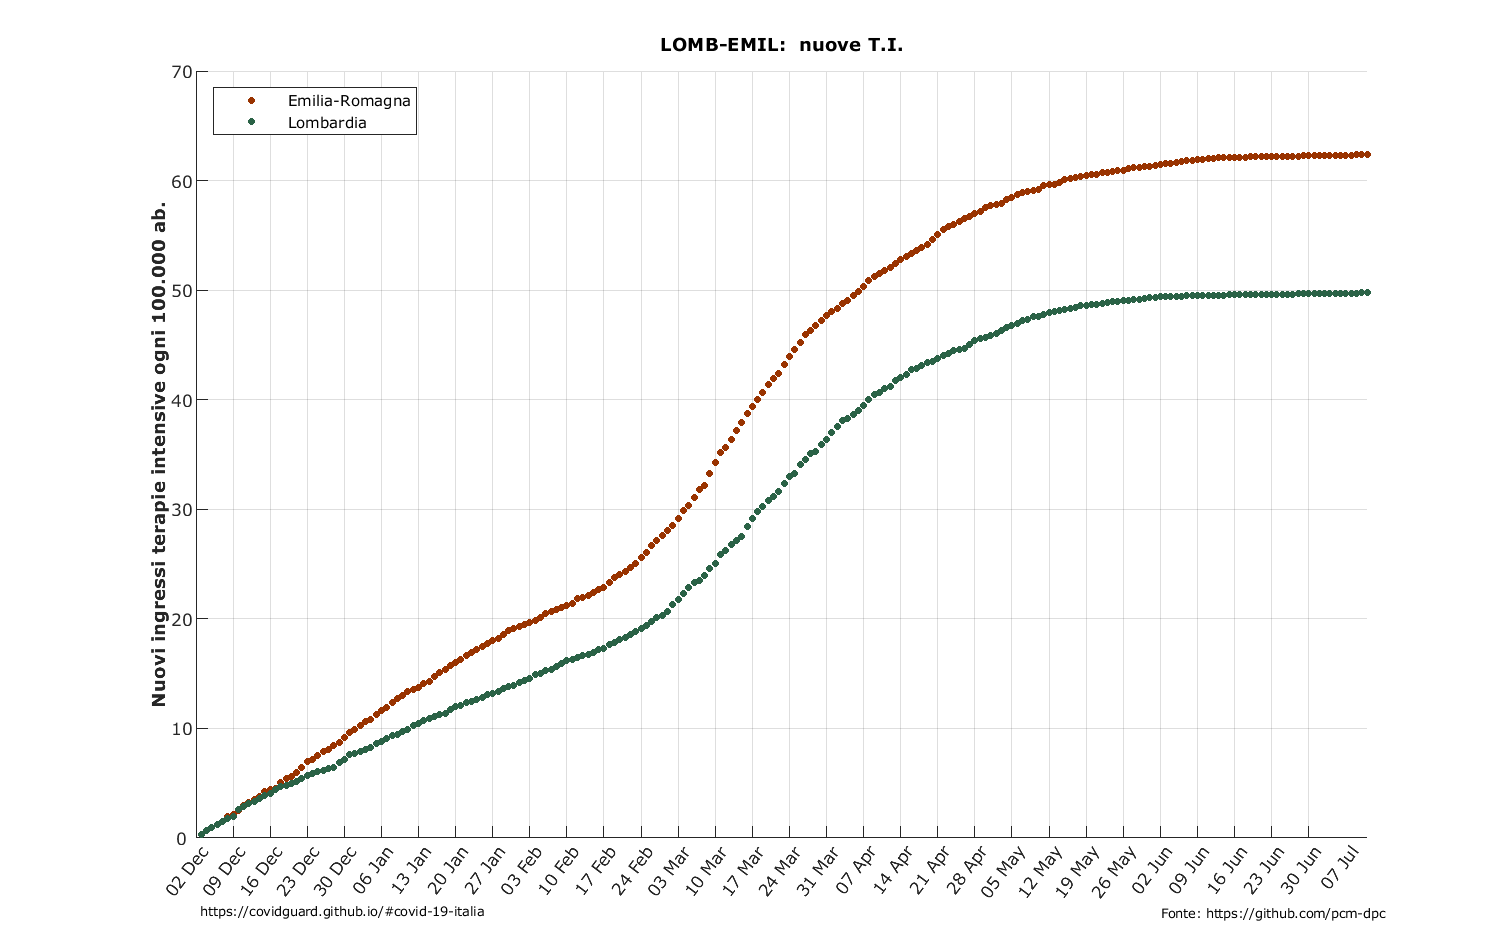 LOMB-EMIL:  nuove T.I.
Emilia-Romagna
Lombardia
Nuovi ingressi terapie intensive ogni 100.000 ab.
70
60
50
40
30
20
10
0
02 Dec
09 Dec
16 Dec
23 Dec
30 Dec
06 Jan
13 Jan
20 Jan
27 Jan
03 Feb
10 Feb
17 Feb
24 Feb
03 Mar
10 Mar
17 Mar
24 Mar
31 Mar
07 Apr
14 Apr
21 Apr
28 Apr
05 May
12 May
19 May
26 May
02 Jun
09 Jun
16 Jun
23 Jun
30 Jun
07 Jul
https://covidguard.github.io/#covid-19-italia
Fonte: https://github.com/pcm-dpc